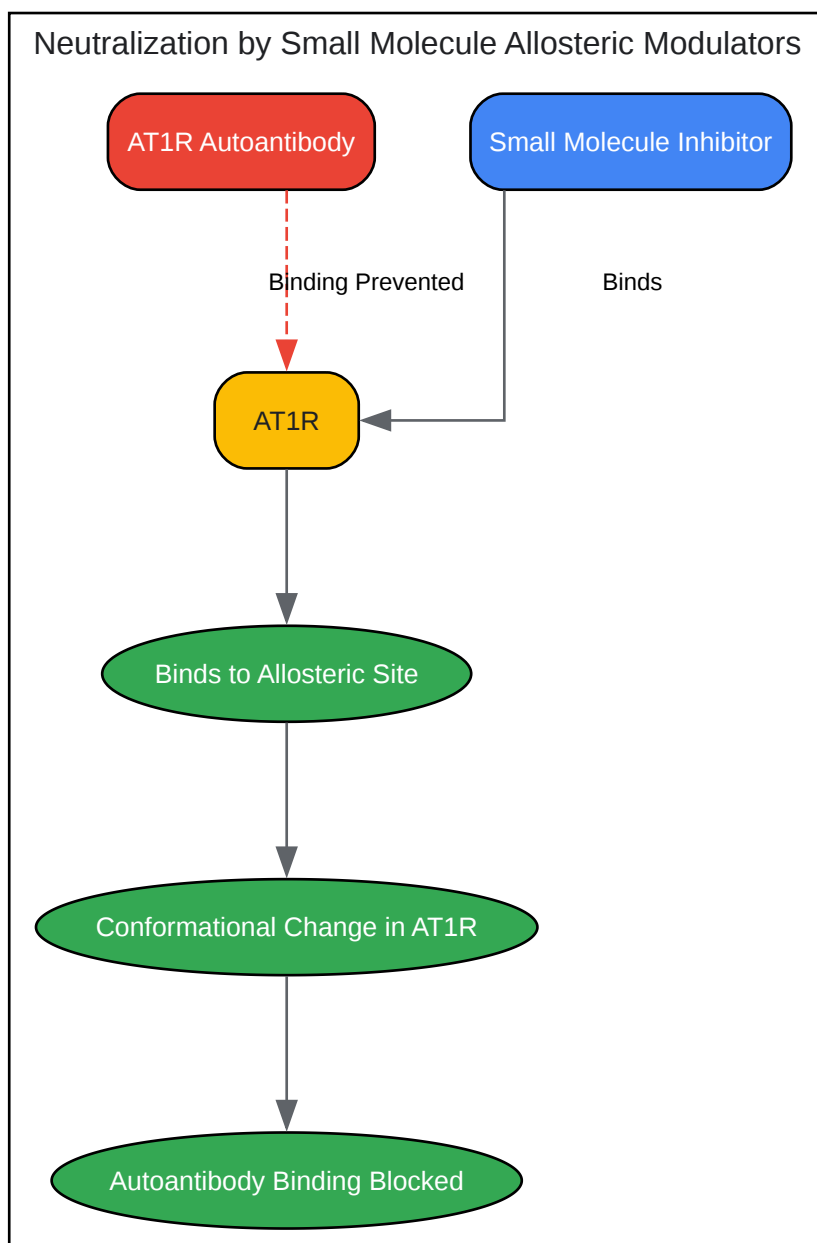 Neutralization by Small Molecule Allosteric Modulators
AT1R Autoantibody
Small Molecule Inhibitor
Binding Prevented
Binds
AT1R
Binds to Allosteric Site
Conformational Change in AT1R
Autoantibody Binding Blocked